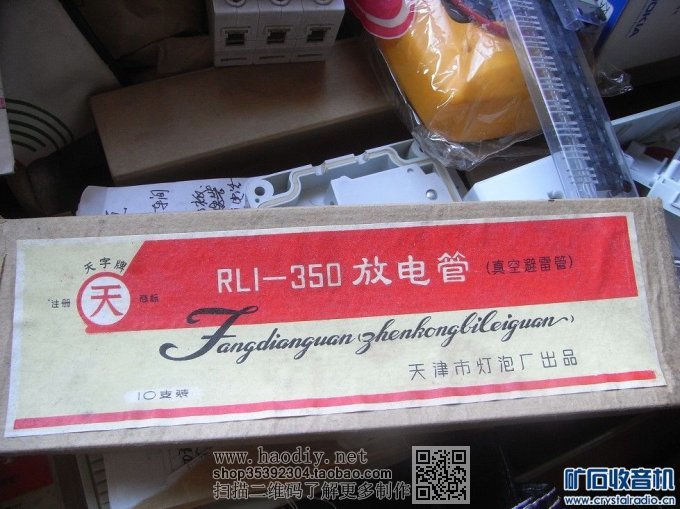 NOKIA
天字牌
注册 天 商标
RLI-350 放电管 (真空避雷管)
Fangdianguan (zhenkongbileiguan)
天津市灯泡厂出品
10支装
www.haodiy.net
shop35392304.taobao.com
扫描二维码了解更多制作
矿石收音机
www.crystalradio.cn